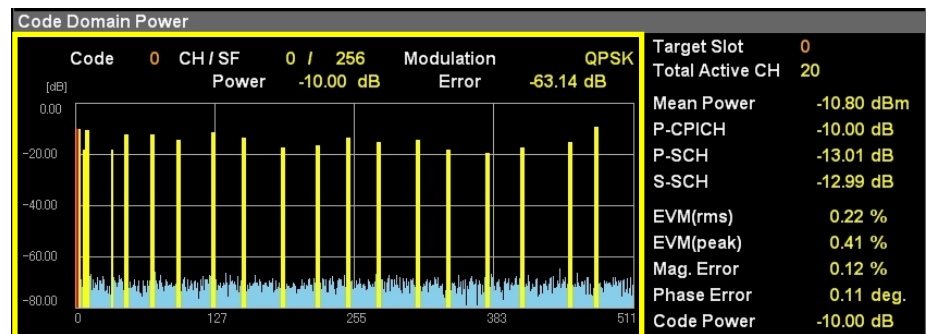 Code Domain Power
Code 0 CH / SF 0 / 256 Modulation QPSK
Power -10.00 dB Error -63.14 dB
[dB]
0.00
-20.00
-40.00
-60.00
-80.00
0 127 255 383 511
Target Slot 0
Total Active CH 20
Mean Power -10.80 dBm
P-CPICH -10.00 dB
P-SCH -13.01 dB
S-SCH -12.99 dB
EVM(rms) 0.22 %
EVM(peak) 0.41 %
Mag. Error 0.12 %
Phase Error 0.11 deg.
Code Power -10.00 dB